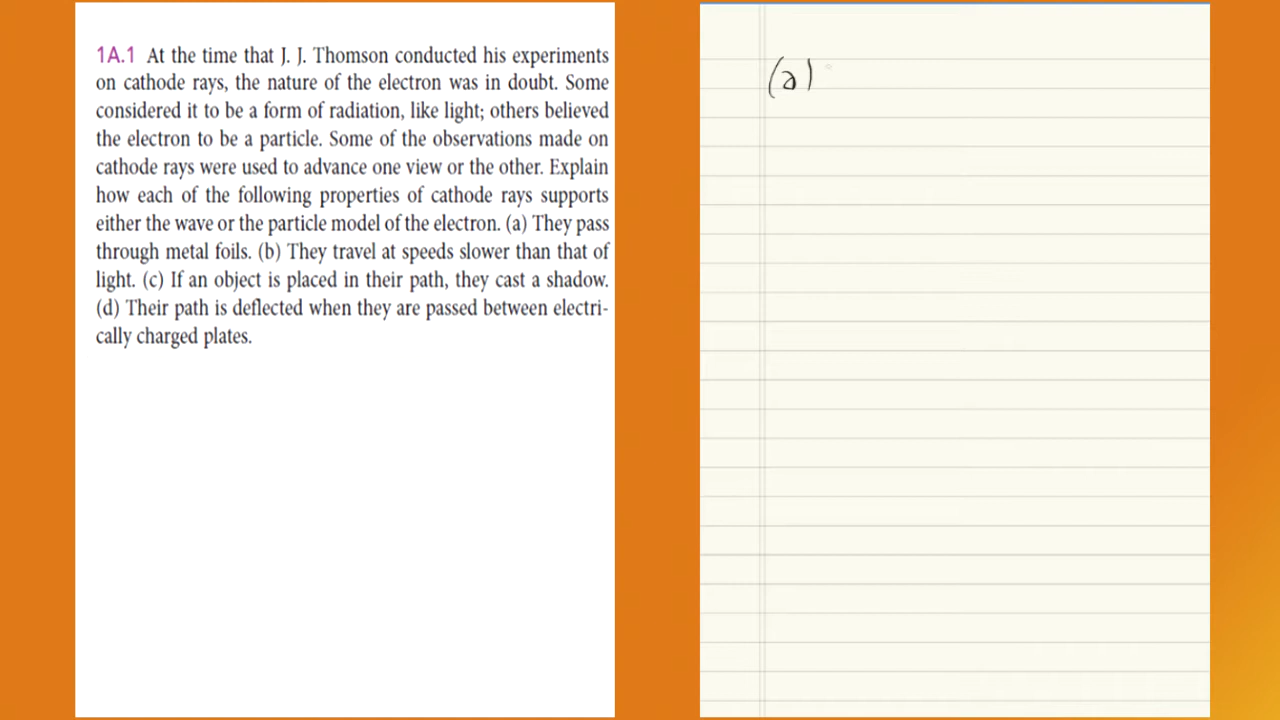 1A.1 At the time that J. J. Thomson conducted his experiments
on cathode rays, the nature of the electron was in doubt. Some
considered it to be a form of radiation, like light; others believed
the electron to be a particle. Some of the observations made on
cathode rays were used to advance one view or the other. Explain
how each of the following properties of cathode rays supports
either the wave or the particle model of the electron. (a) They pass
through metal foils. (b) They travel at speeds slower than that of
light. (c) If an object is placed in their path, they cast a shadow.
(d) Their path is deflected when they are passed between electri-
cally charged plates.
(a)